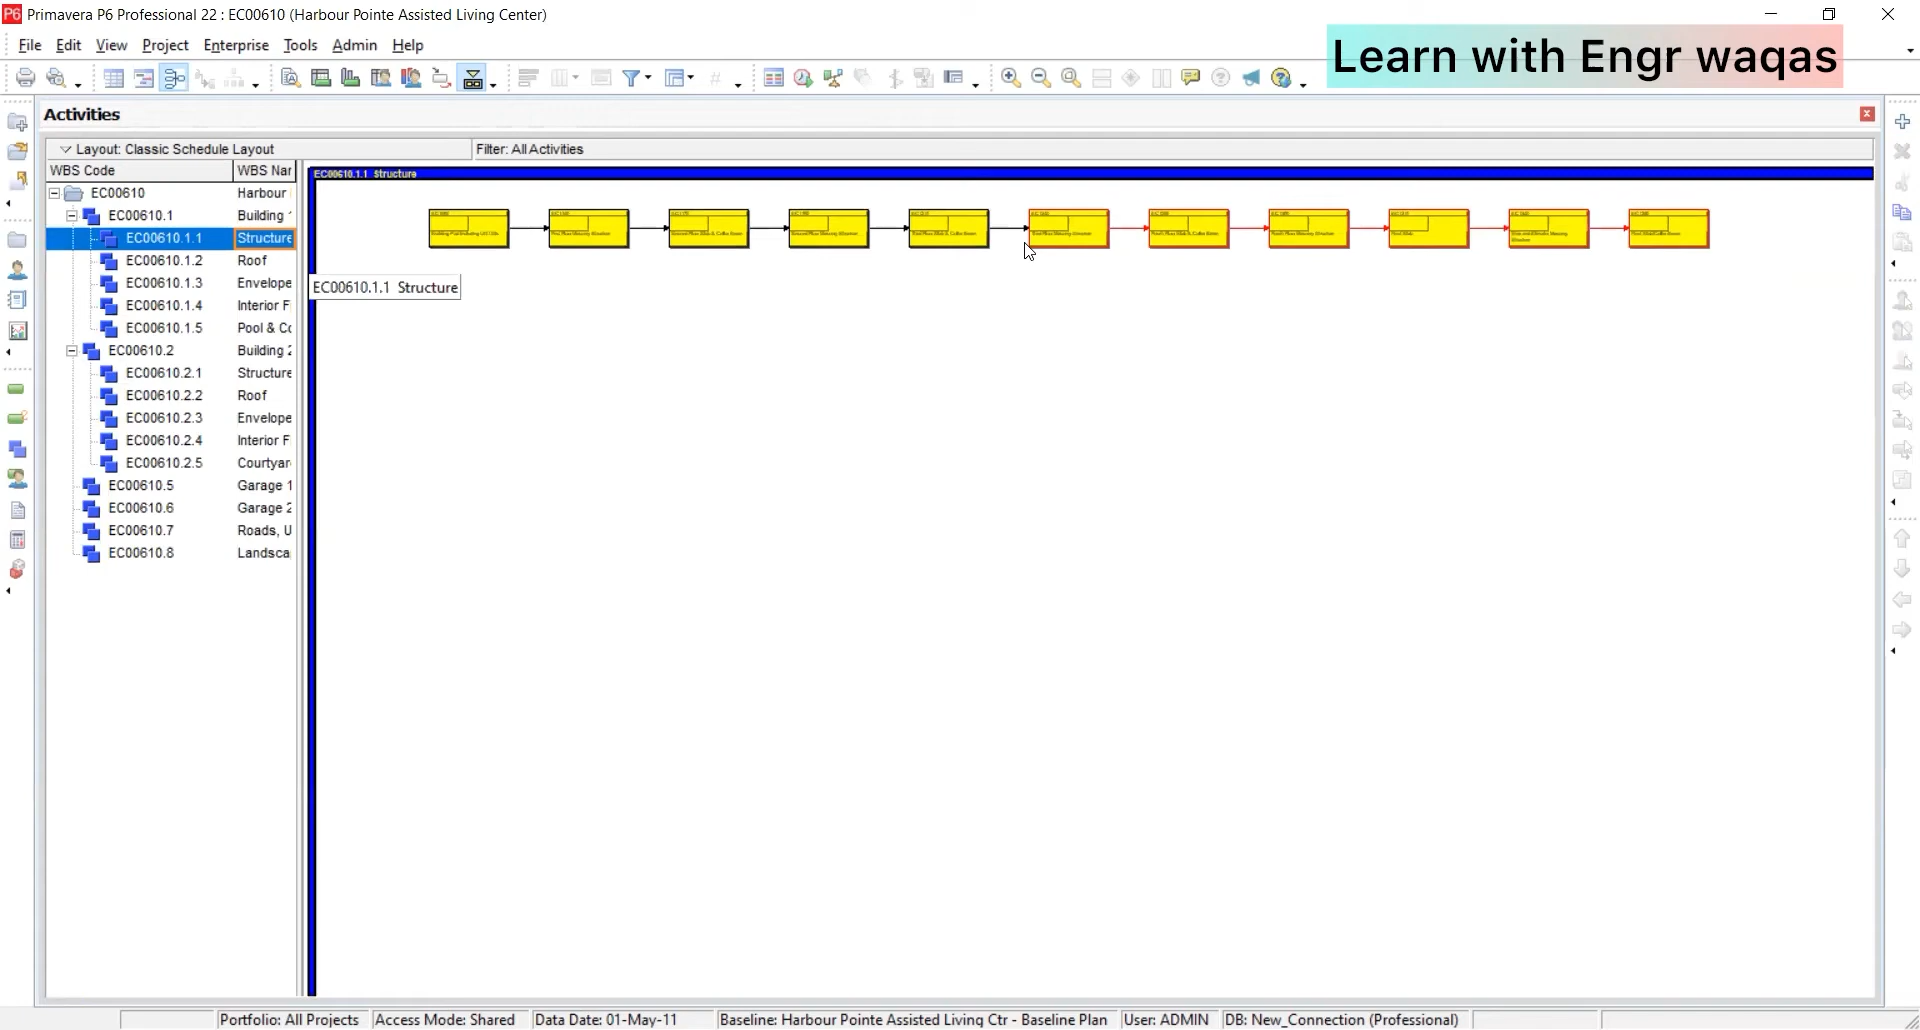 P6 Primavera P6 Professional 22 : EC00610 (Harbour Pointe Assisted Living Center)
File Edit View Project Enterprise Tools Admin Help
Learn with Engr waqas
Activities
Layout: Classic Schedule Layout
Filter: All Activities
WBS Code WBS Nar
EC00610 Harbour
EC00610.1 Building
EC00610.1.1 Structure
EC00610.1.2 Roof
EC00610.1.3 Envelope
EC00610.1.4 Interior F
EC00610.1.5 Pool & Co
EC00610.2 Building 2
EC00610.2.1 Structure
EC00610.2.2 Roof
EC00610.2.3 Envelope
EC00610.2.4 Interior F
EC00610.2.5 Courtyar
EC00610.5 Garage 1
EC00610.6 Garage 2
EC00610.7 Roads, U
EC00610.8 Landsca
EC00610.1.1 Structure
EC00610.1.1 Structure
Portfolio: All Projects Access Mode: Shared Data Date: 01-May-11 Baseline: Harbour Pointe Assisted Living Ctr - Baseline Plan User: ADMIN DB: New_Connection (Professional)